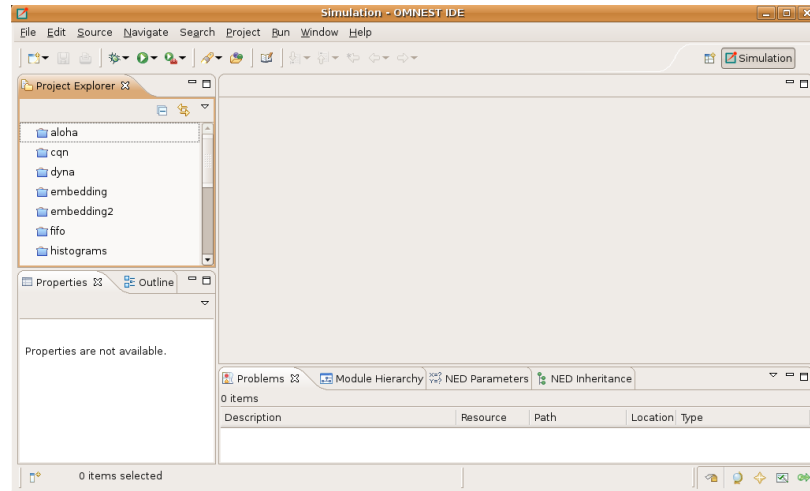 Simulation - OMNEST IDE
File Edit Source Navigate Search Project Run Window Help
Simulation
Project Explorer
aloha
cqn
dyna
embedding
embedding2
fifo
histograms
Properties Outline
Properties are not available.
Problems Module Hierarchy NED Parameters NED Inheritance
0 items
Description Resource Path Location Type
0 items selected